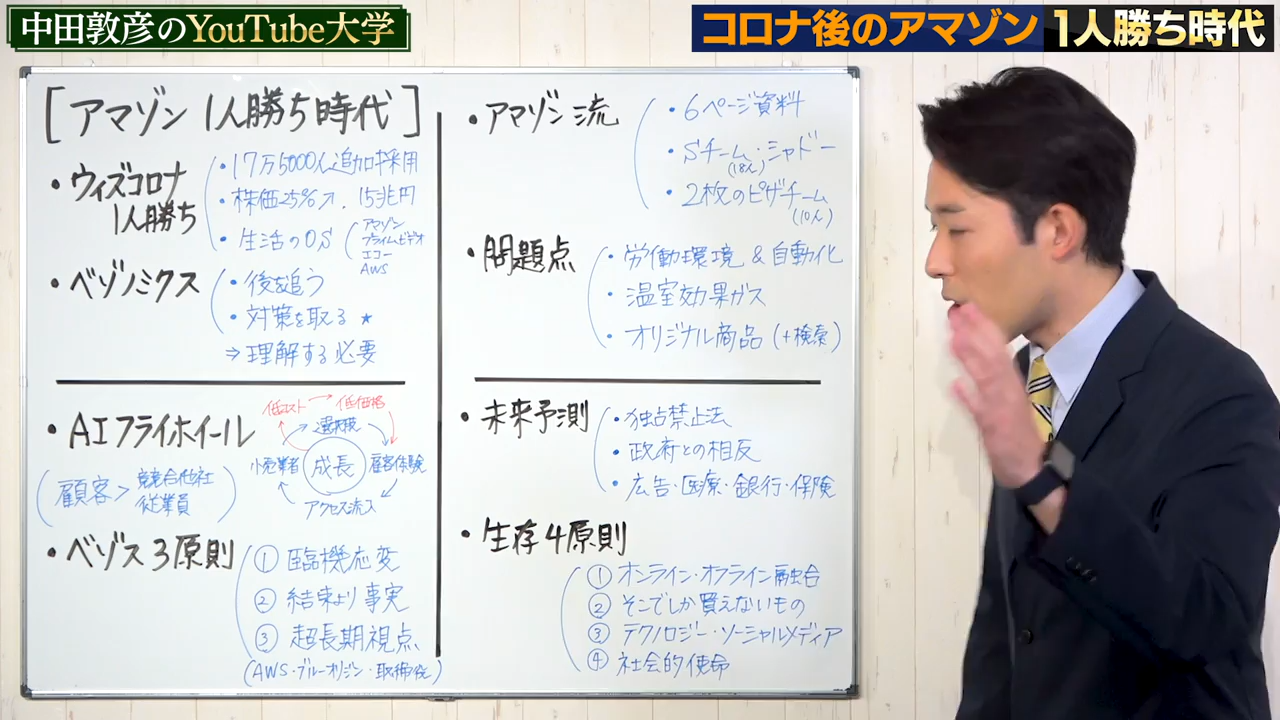 中田敦彦のYouTube大学
コロナ後のアマゾン 1人勝ち時代
[アマゾン 1人勝ち時代]
・ウィズコロナ
1人勝ち
・17万5000人追加採用
・株価25%↗. 15兆円
・生活のOS
アマゾン
プライムビデオ
エコー
AWS
・ベゾノミクス
・後を追う
・対策を取る ★
⇒理解する必要
・AIフライホイール
(顧客 > 競合他社
従業員)
低コスト → 低価格
選択肢
小売業者
成長
顧客体験
アクセス流入
・ベゾス3原則
① 臨機応変
② 結束より事実
③ 超長期視点
(AWS・ブルーオリジン・取締役)
・アマゾン流
・6ページ資料
・Sチーム・シャドー
(18人)
・2枚のピザチーム
(10人)
・問題点
・労働環境 & 自動化
・温室効果ガス
・オリジナル商品 (+検索)
・未来予測
・独占禁止法
・政府との相反
・広告・医療・銀行・保険
・生存4原則
① オンライン・オフライン融合
② そこでしか買えないもの
③ テクノロジー・ソーシャルメディア
④ 社会的使命